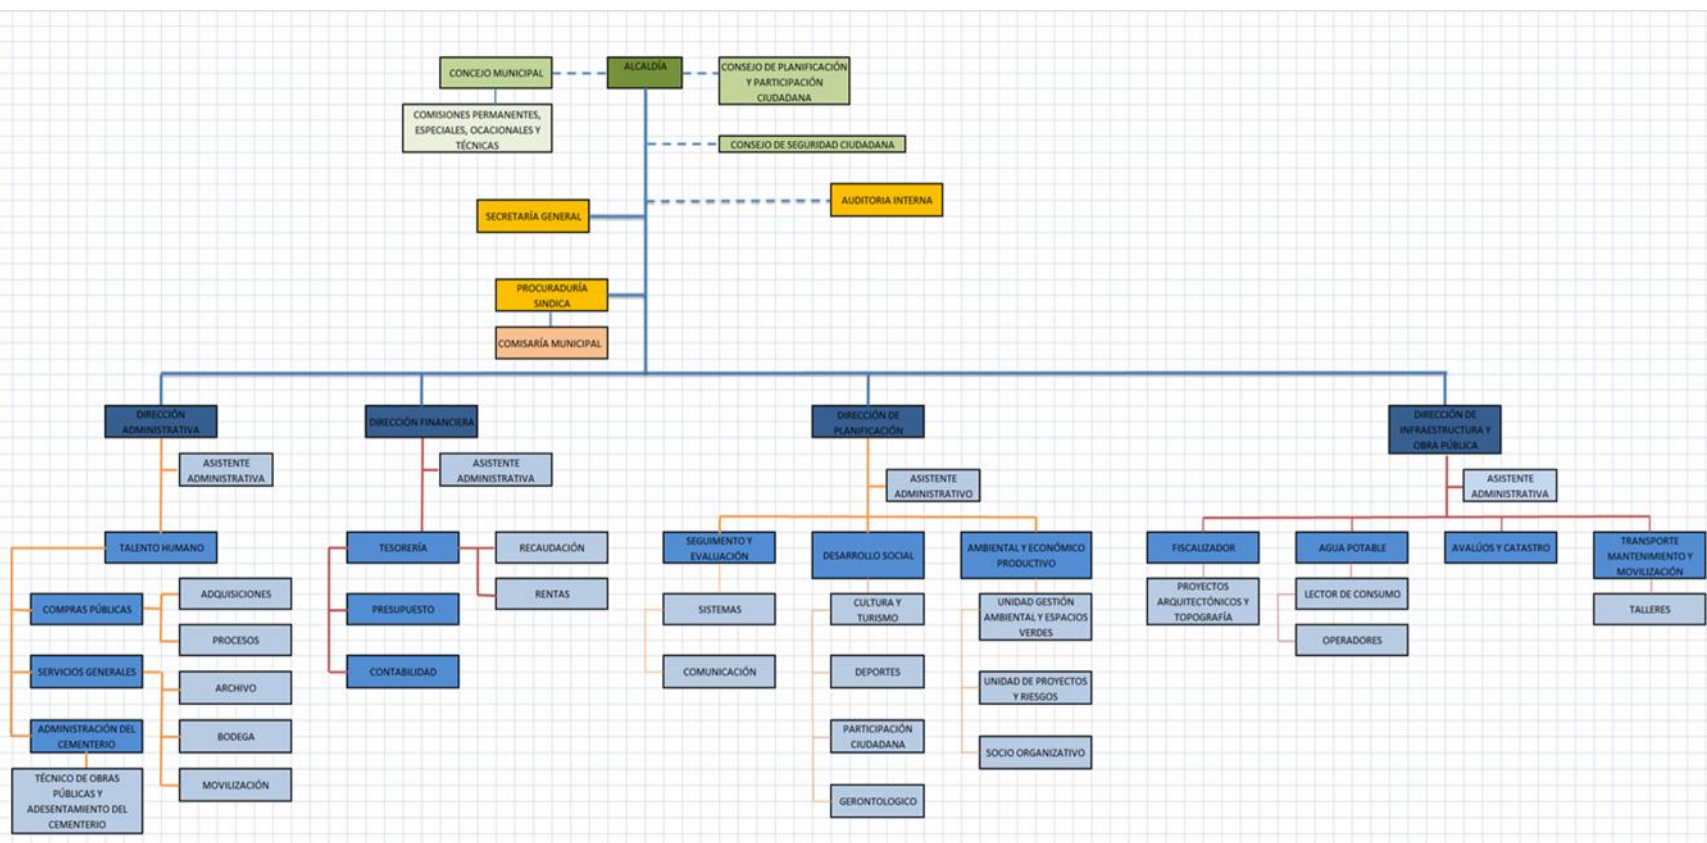 CONCEJO MUNICIPAL
ALCALDÍA
CONSEJO DE PLANIFICACIÓN
Y PARTICIPACIÓN
CIUDADANA
COMISIONES PERMANENTES,
ESPECIALES, OCACIONALES Y
TÉCNICAS
CONSEJO DE SEGURIDAD CIUDADANA
AUDITORIA INTERNA
SECRETARÍA GENERAL
PROCURADURÍA
SINDICA
COMISARÍA MUNICIPAL
DIRECCIÓN
ADMINISTRATIVA
ASISTENTE
ADMINISTRATIVA
TALENTO HUMANO
COMPRAS PÚBLICAS
ADQUISICIONES
PROCESOS
SERVICIOS GENERALES
ARCHIVO
BODEGA
MOVILIZACIÓN
ADMINISTRACIÓN DEL
CEMENTERIO
TÉCNICO DE OBRAS
PÚBLICAS Y
ADESENTAMIENTO DEL
CEMENTERIO
DIRECCIÓN FINANCIERA
ASISTENTE
ADMINISTRATIVA
TESORERÍA
RECAUDACIÓN
RENTAS
PRESUPUESTO
CONTABILIDAD
DIRECCIÓN DE
PLANIFICACIÓN
ASISTENTE
ADMINISTRATIVO
SEGUIMENTO Y
EVALUACIÓN
SISTEMAS
COMUNICACIÓN
DESARROLLO SOCIAL
CULTURA Y
TURISMO
DEPORTES
PARTICIPACIÓN
CIUDADANA
GERONTOLOGICO
AMBIENTAL Y ECONÓMICO
PRODUCTIVO
UNIDAD GESTIÓN
AMBIENTAL Y ESPACIOS
VERDES
UNIDAD DE PROYECTOS
Y RIESGOS
SOCIO ORGANIZATIVO
DIRECCIÓN DE
INFRAESTRUCTURA Y
OBRA PÚBLICA
ASISTENTE
ADMINISTRATIVA
FISCALIZADOR
PROYECTOS
ARQUITECTÓNICOS Y
TOPOGRAFÍA
AGUA POTABLE
LECTOR DE CONSUMO
OPERADORES
AVALÚOS Y CATASTRO
TRANSPORTE
MANTENIMIENTO Y
MOVILIZACIÓN
TALLERES